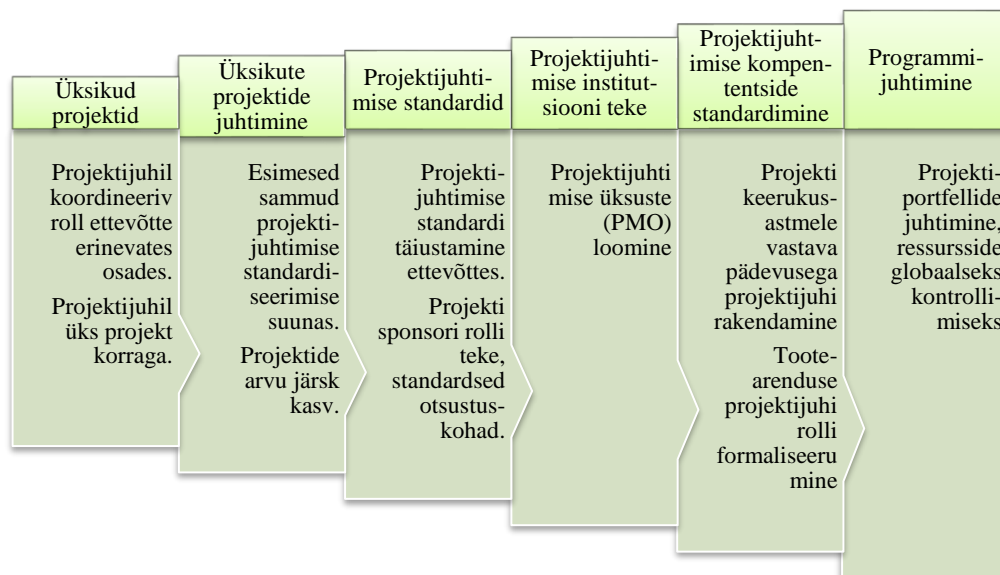 Üksikud
projektid
Projektijuhil
koordineeriv
roll ettevõtte
erinevates
osades.
Projektijuhil
üks projekt
korraga.
Üksikute
projektide
juhtimine
Esimesed
sammud
projekti-
juhtimise
standardi-
seerimise
suunas.
Projektide
arvu järsk
kasv.
Projektijuhti-
mise standardid
Projekti-
juhtimise
standardi
täiustamine
ettevõttes.
Projekti
sponsori rolli
teke,
standardsed
otsustus-
kohad.
Projektijuhti-
mise institut-
siooni teke
Projektijuhti
mise üksuste
(PMO)
loomine
Projektijuht-
imise kompen-
tentside
standardimine
Projekti
keerukus-
astmele
vastava
pädevusega
projektijuhi
rakendamine
Toote-
arenduse
projektijuhi
rolli
formaliseeru
mine
Programmi-
juhtimine
Projekti-
portfellide
juhtimine,
ressursside
globaalseks
kontrolli-
miseks